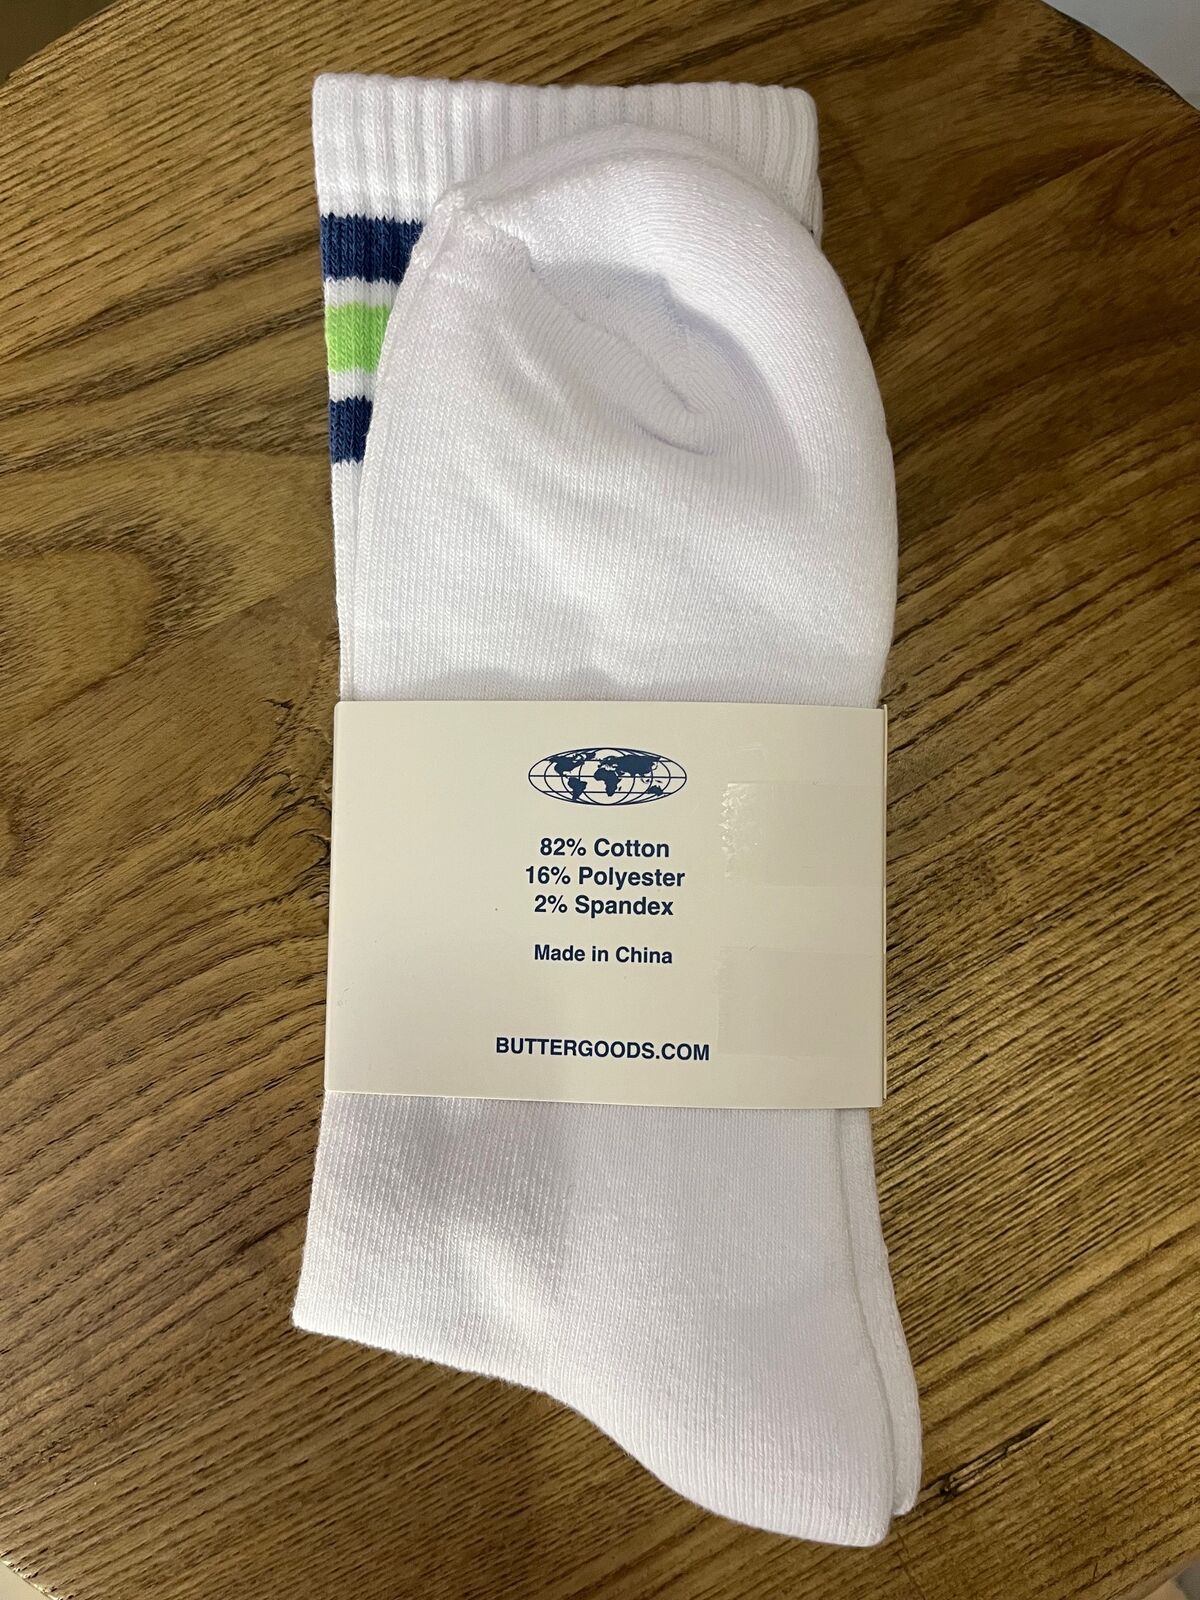 82% Cotton
16% Polyester
2% Spandex
Made in China
BUTTERGOODS.COM